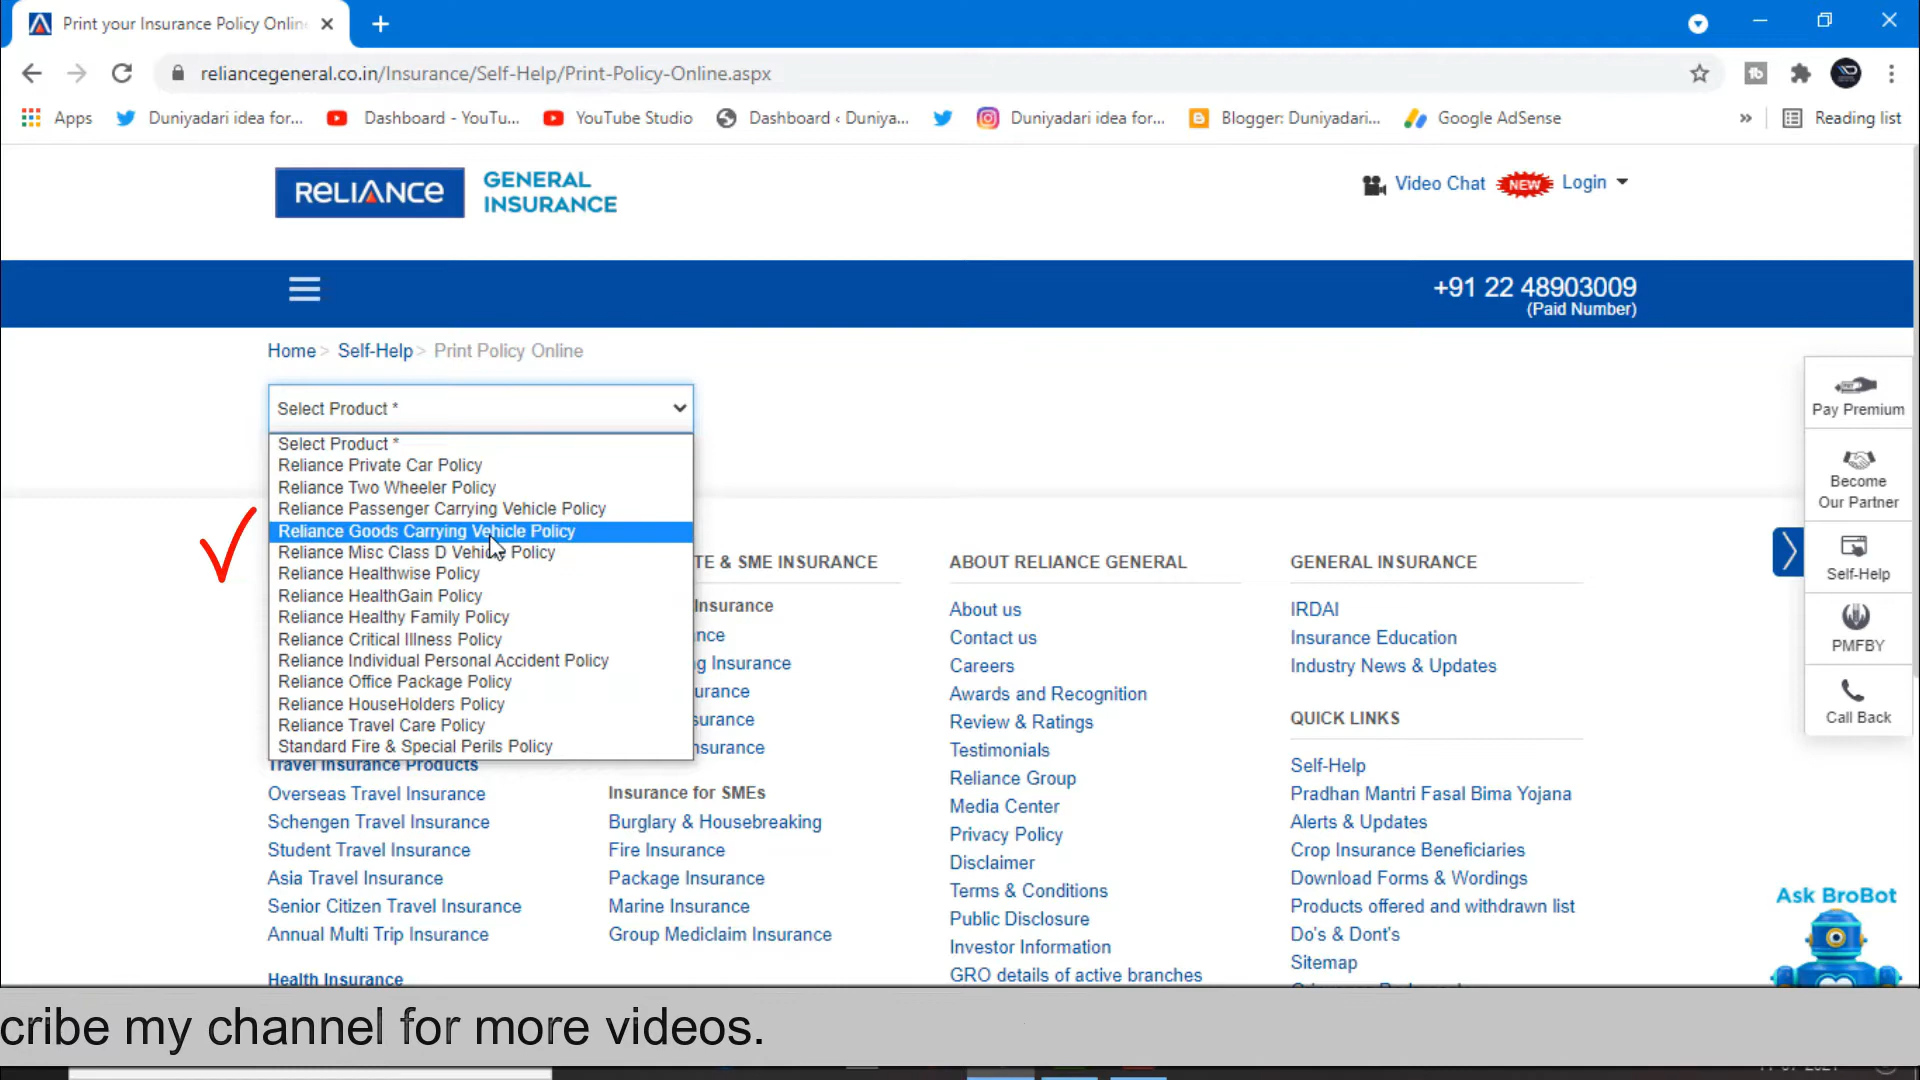 Print your Insurance Policy Onlin
reliancegeneral.co.in/Insurance/Self-Help/Print-Policy-Online.aspx
Apps
Duniyadari idea for...
Dashboard - YouTu...
YouTube Studio
Dashboard ‹ Duniya...
Duniyadari idea for...
Blogger: Duniyadari...
Google AdSense
»
Reading list
RELIANCE
GENERAL
INSURANCE
Video Chat
NEW
Login
+91 22 48903009
(Paid Number)
Home > Self-Help > Print Policy Online
Select Product *
Select Product *
Reliance Private Car Policy
Reliance Two Wheeler Policy
Reliance Passenger Carrying Vehicle Policy
Reliance Goods Carrying Vehicle Policy
Reliance Misc Class D Vehicle Policy
Reliance Healthwise Policy
Reliance HealthGain Policy
Reliance Healthy Family Policy
Reliance Critical Illness Policy
Reliance Individual Personal Accident Policy
Reliance Office Package Policy
Reliance HouseHolders Policy
Reliance Travel Care Policy
Standard Fire & Special Perils Policy
Travel Insurance Products
Overseas Travel Insurance
Schengen Travel Insurance
Student Travel Insurance
Asia Travel Insurance
Senior Citizen Travel Insurance
Annual Multi Trip Insurance
Health Insurance
TE & SME INSURANCE
Insurance
nce
g Insurance
urance
surance
nsurance
Insurance for SMEs
Burglary & Housebreaking
Fire Insurance
Package Insurance
Marine Insurance
Group Mediclaim Insurance
ABOUT RELIANCE GENERAL
About us
Contact us
Careers
Awards and Recognition
Review & Ratings
Testimonials
Reliance Group
Media Center
Privacy Policy
Disclaimer
Terms & Conditions
Public Disclosure
Investor Information
GRO details of active branches
GENERAL INSURANCE
IRDAI
Insurance Education
Industry News & Updates
QUICK LINKS
Self-Help
Pradhan Mantri Fasal Bima Yojana
Alerts & Updates
Crop Insurance Beneficiaries
Download Forms & Wordings
Products offered and withdrawn list
Do's & Dont's
Sitemap
Pay Premium
Become
Our Partner
Self-Help
PMFBY
Call Back
Ask BroBot
cribe my channel for more videos.